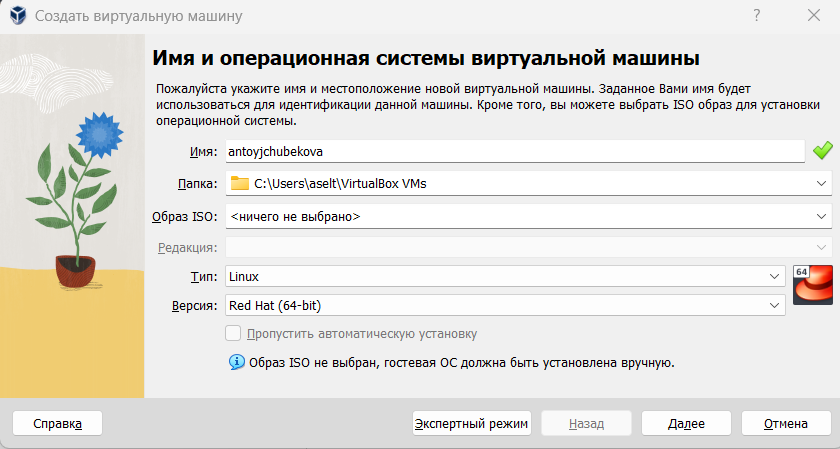 Создать виртуальную машину
Имя и операционная системы виртуальной машины
Пожалуйста укажите имя и местоположение новой виртуальной машины. Заданное Вами имя будет
использоваться для идентификации данной машины. Кроме того, вы можете выбрать ISO образ для установки
операционной системы.
Имя: antoyjchubekova
Папка: C:\Users\aselt\VirtualBox VMs
Образ ISO: <ничего не выбрано>
Редакция:
Тип: Linux
64
Версия: Red Hat (64-bit)
Пропустить автоматическую установку
Образ ISO не выбран, гостевая ОС должна быть установлена вручную.
Справка Экспертный режим Назад Далее Отмена